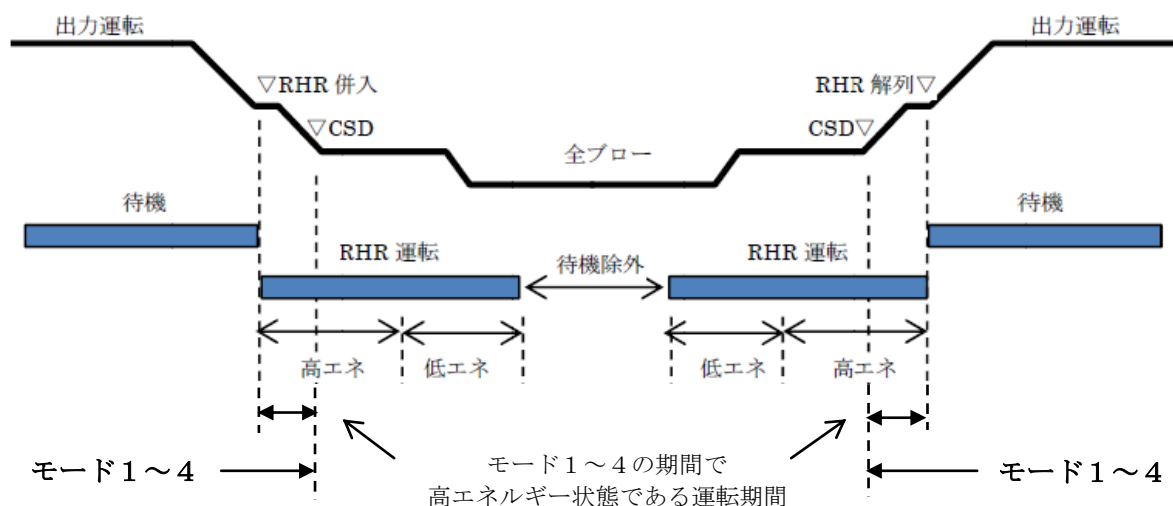 出力運転
出力運転
▽RHR 併入
RHR 解列▽
▽CSD
CSD▽
全ブロー
待機
待機
RHR 運転
待機除外
RHR 運転
高エネ
低エネ
低エネ
高エネ
モード１～４
モード１～４の期間で
高エネルギー状態である運転期間
モード１～４